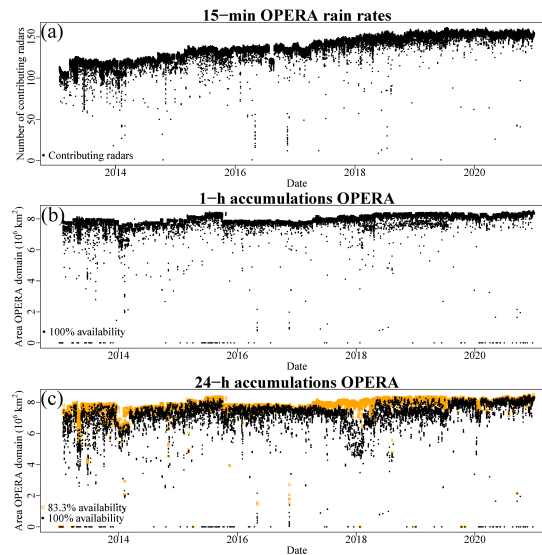 15−min OPERA rain rates
(a)
Number of contributing radars
0 50 100 150
• Contributing radars
2014 2016 2018 2020
Date
1−h accumulations OPERA
(b)
Area OPERA domain (10⁶ km²)
0 2 4 6 8
• 100% availability
2014 2016 2018 2020
Date
24−h accumulations OPERA
(c)
Area OPERA domain (10⁶ km²)
0 2 4 6 8
□ 83.3% availability
• 100% availability
2014 2016 2018 2020
Date